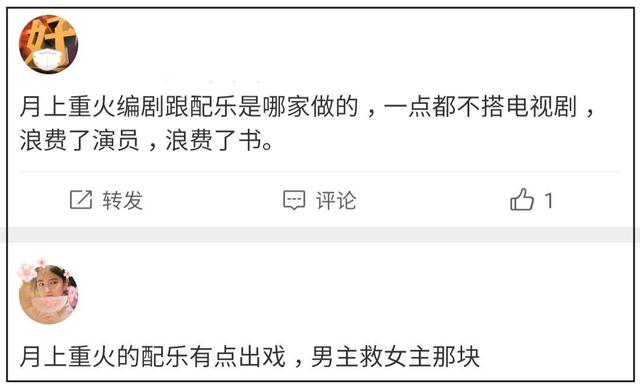 好
月上重火编剧跟配乐是哪家做的，一点都不搭电视剧，
浪费了演员，浪费了书。
转发
评论
1
月上重火的配乐有点出戏，男主救女主那块